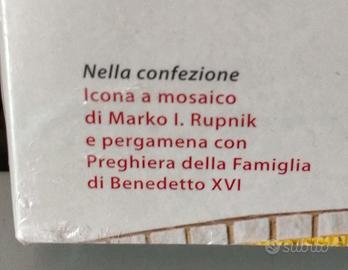 Nella confezione
Icona a mosaico
di Marko I. Rupnik
e pergamena con
Preghiera della Famiglia
di Benedetto XVI
subito